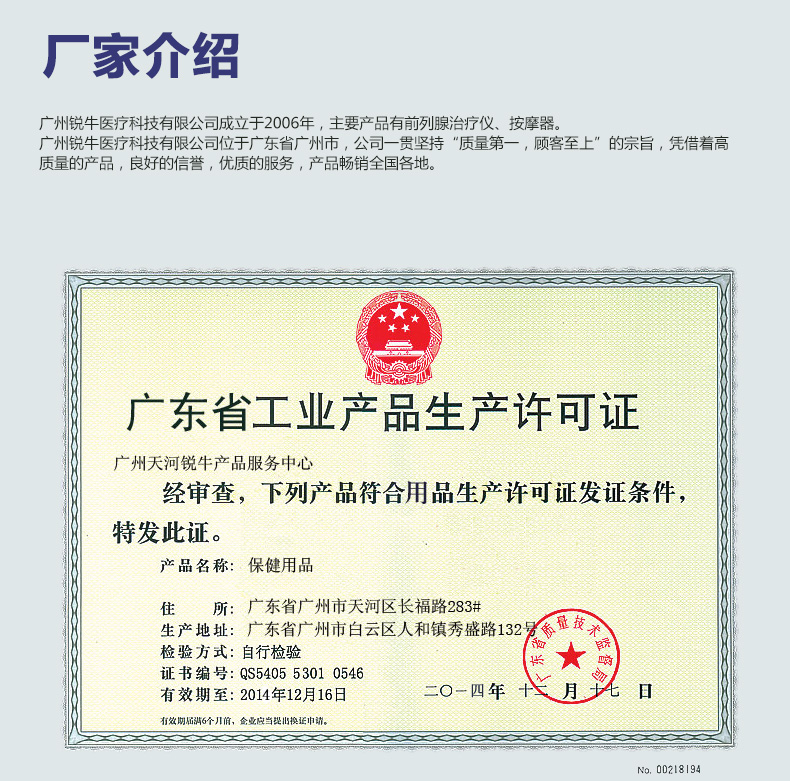 厂家介绍
广州锐牛医疗科技有限公司成立于2006年，主要产品有前列腺治疗仪、按摩器。
广州锐牛医疗科技有限公司位于广东省广州市，公司一贯坚持“质量第一，顾客至上”的宗旨，凭借着高
质量的产品，良好的信誉，优质的服务，产品畅销全国各地。
广东省工业产品生产许可证
广州天河锐牛产品服务中心
经审查，下列产品符合用品生产许可证发证条件，
特发此证。
产品名称：保健用品
住 所：广东省广州市天河区长福路283#
生产地址：广东省广州市白云区人和镇秀盛路132号
检验方式：自行检验
证书编号：QS5405 5301 0546
有效期至：2014年12月16日
二〇一四年 十二 月 十七 日
广东省质量技术监督局
有效期届满6个月前，企业应当提出换证申请。
No. 00218194